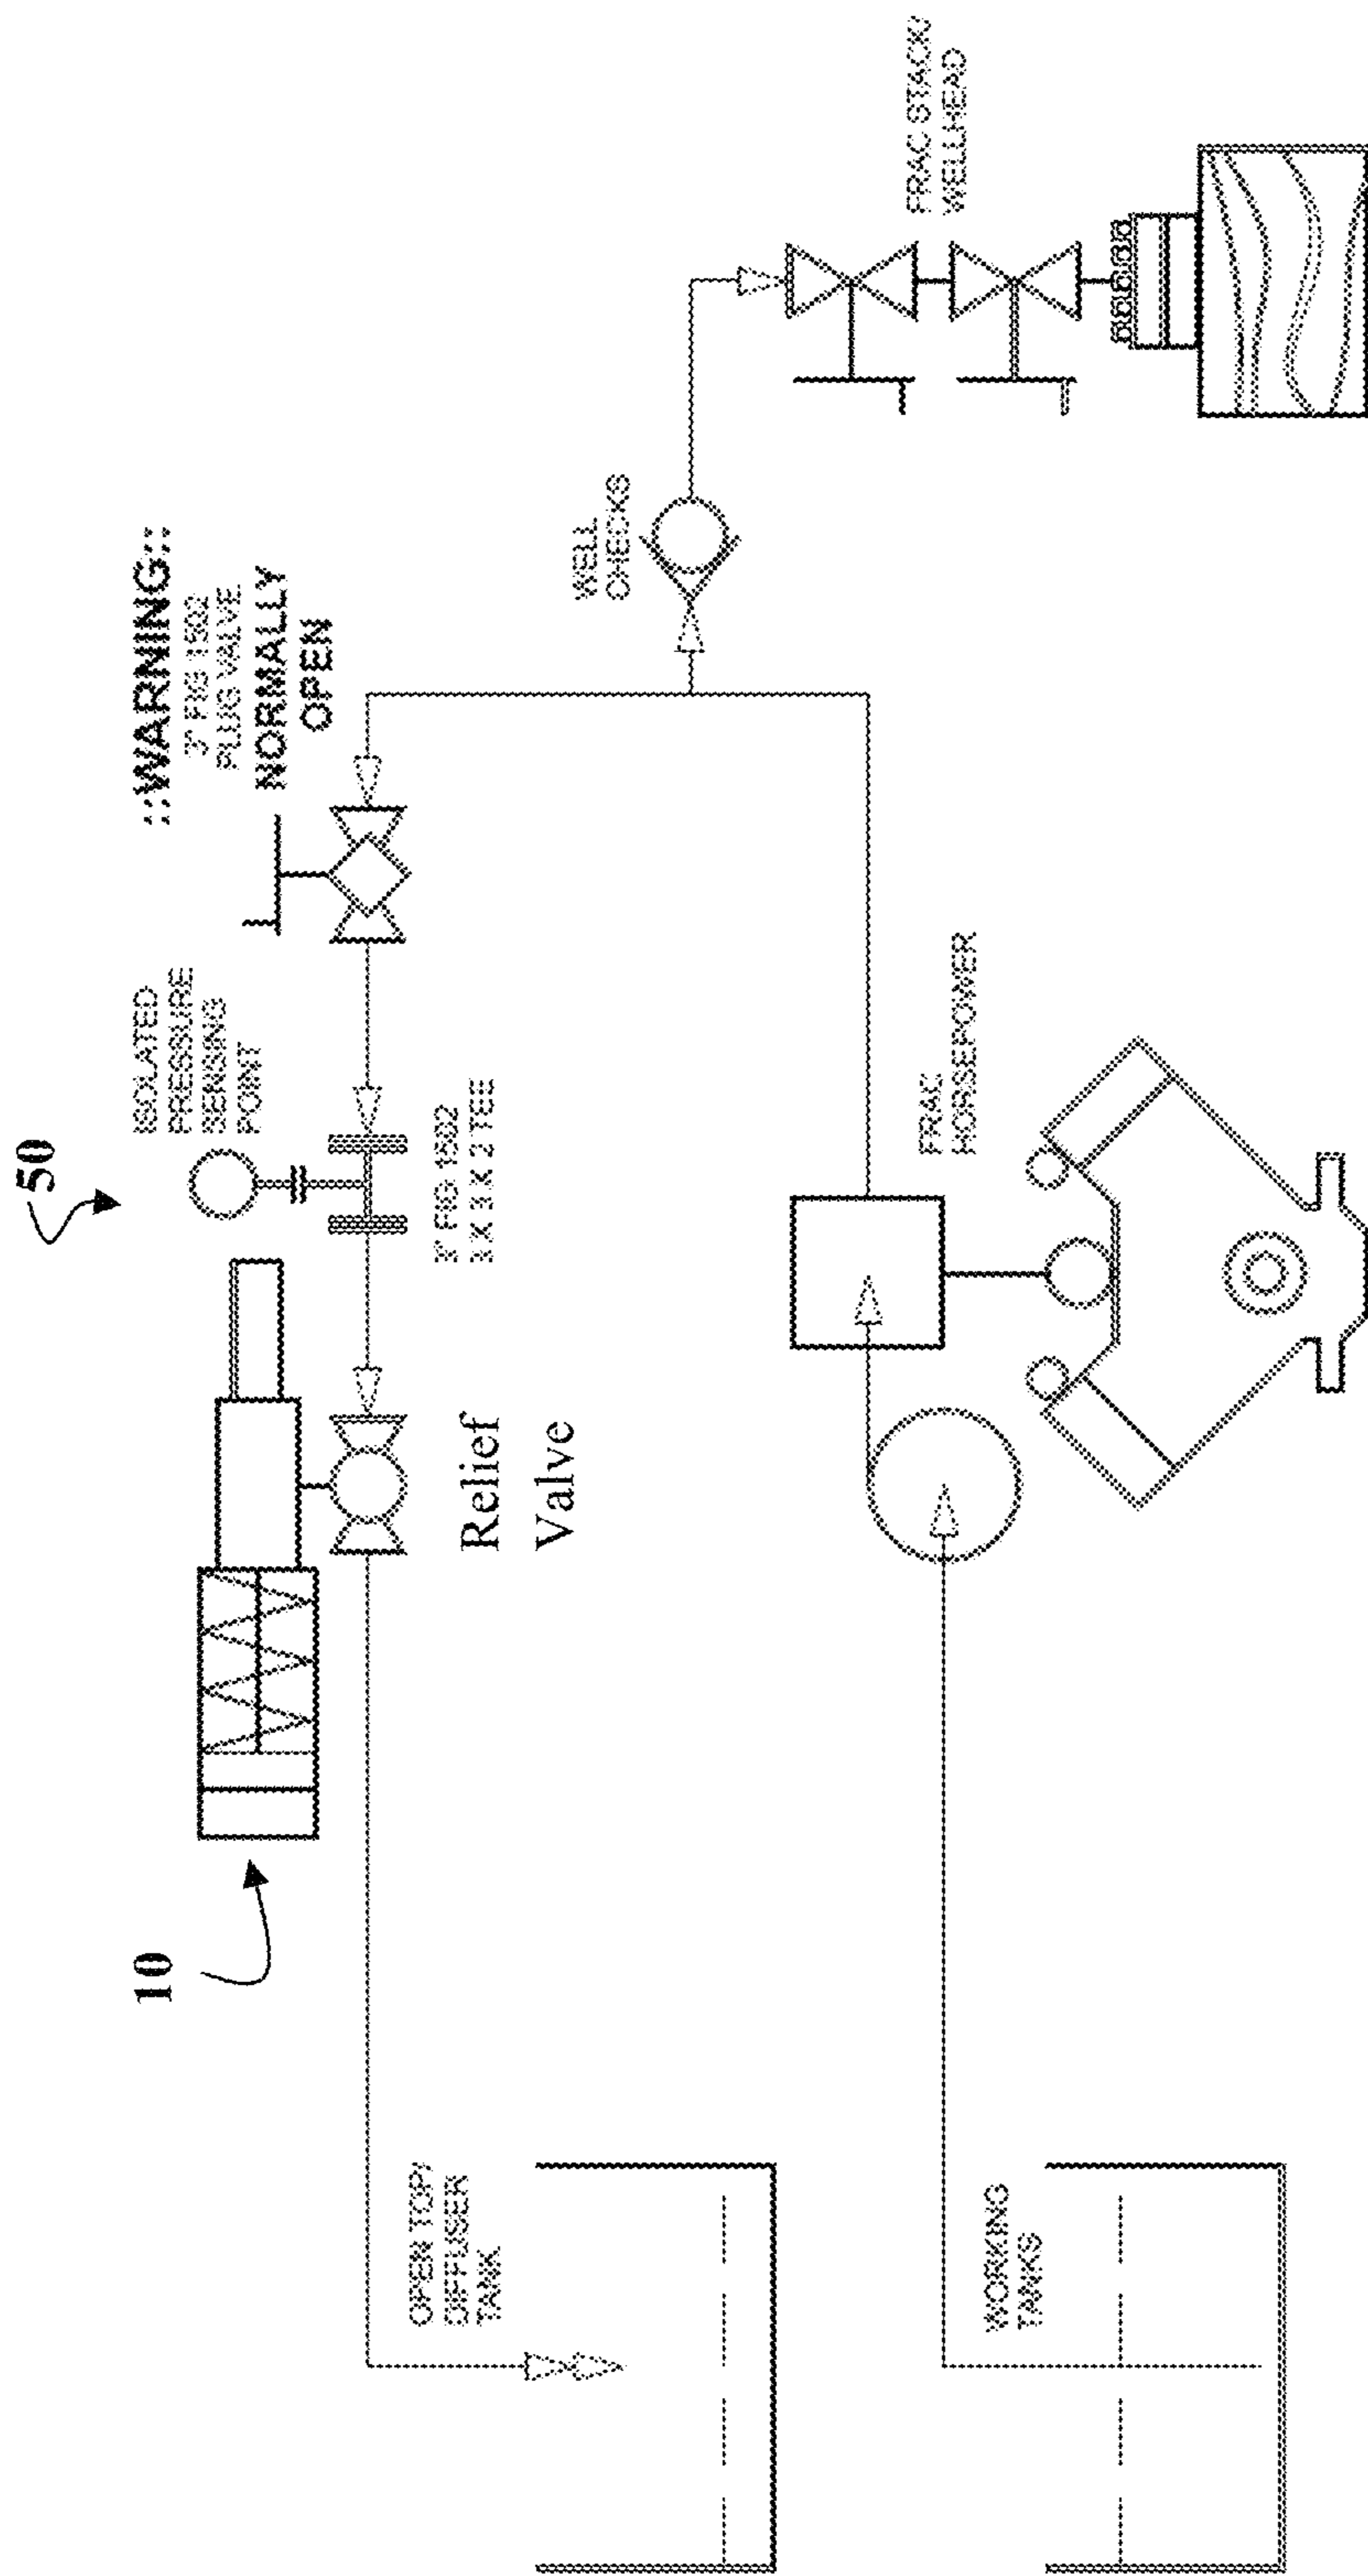 50
10
ISOLATED
PRESSURE
SENSING
POINT
::WARNING::
3" FIG 1502
PLUG VALVE
NORMALLY
OPEN
3" FIG 1502
3 X 3 X 2 TEE
Relief
Valve
OPEN TOP/
DIFFUSER
TANK
WELL
CHECKS
FRAC STACK/
WELLHEAD
FRAC
HORSEPOWER
WORKING
TANKS